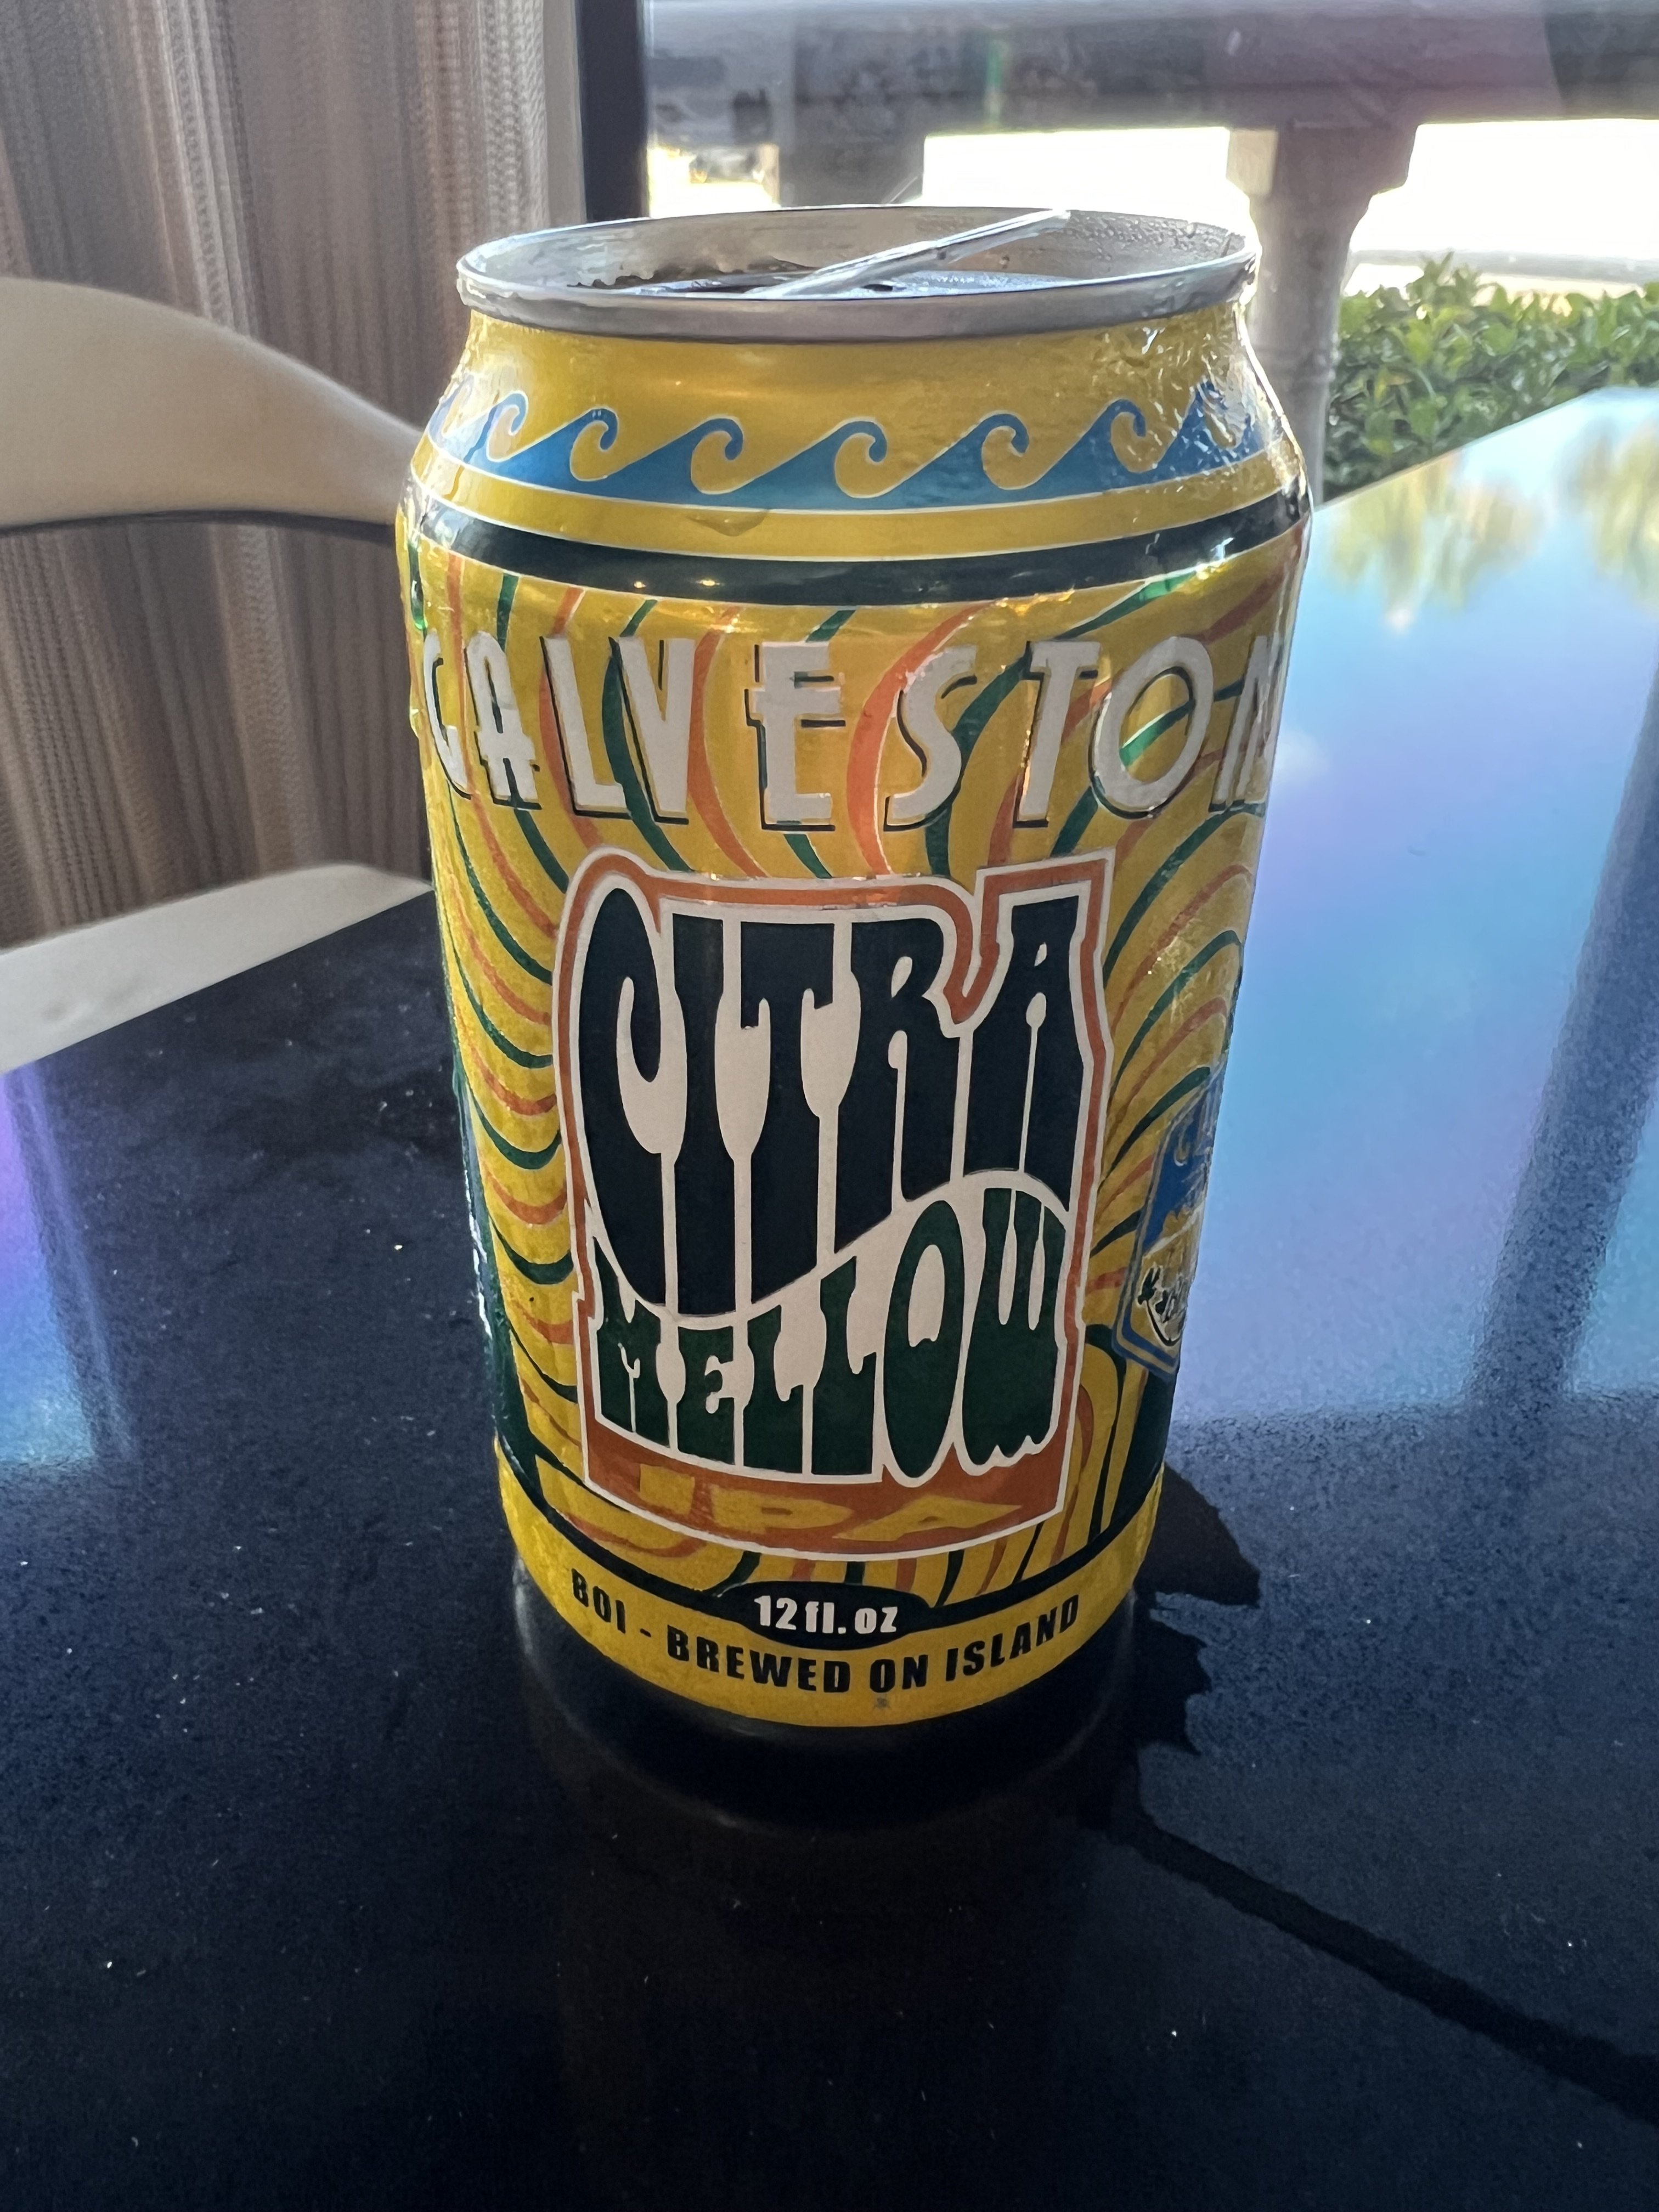 GALVESTON
CITRA
MELLOW
IPA
12 fl. oz
BOI - BREWED ON ISLAND